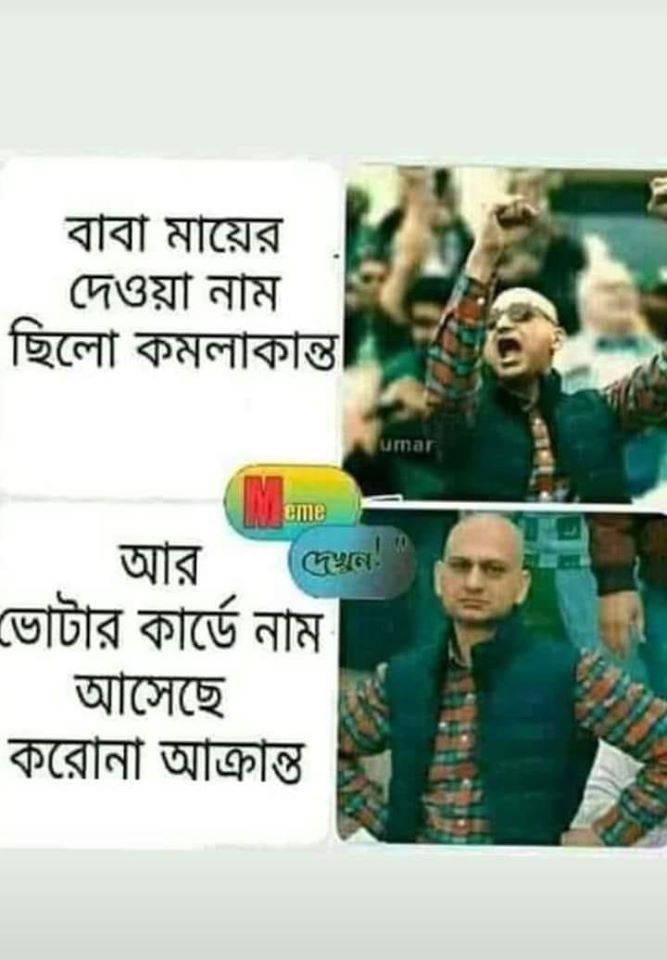 বাবা মায়ের
দেওয়া নাম
ছিলো কমলাকান্ত
umar
Meme
দেখুন! "
আর
ভোটার কার্ডে নাম
আসেছে
করোনা আক্রান্ত